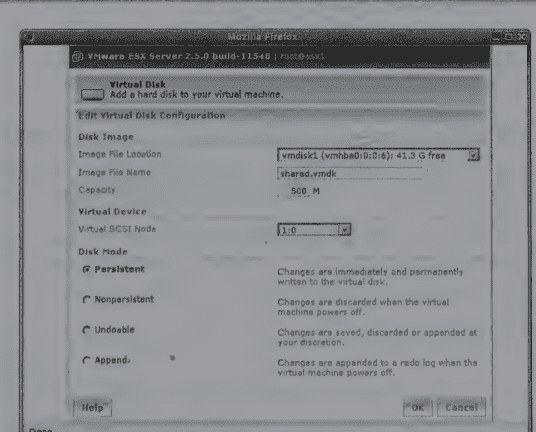 Mozilla Firefox
VMware ESX Server 2.5.0 build-11548 | root@esx1
Virtual Disk
Add a hard disk to your virtual machine.
Edit Virtual Disk Configuration
Disk Image
Image File Location
vmdisk1 (vmhba0:0:0:6): 41.3 G free
Image File Name
shared.vmdk
Capacity
500 M
Virtual Device
Virtual SCSI Node
1:0
Disk Mode
Persistent
Changes are immediately and permanently
written to the virtual disk.
Nonpersistent
Changes are discarded when the virtual
machine powers off.
Undoable
Changes are saved, discarded or appended at
your discretion.
Append
Changes are appended to a redo log when the
virtual machine powers off.
Help
OK
Cancel
Done